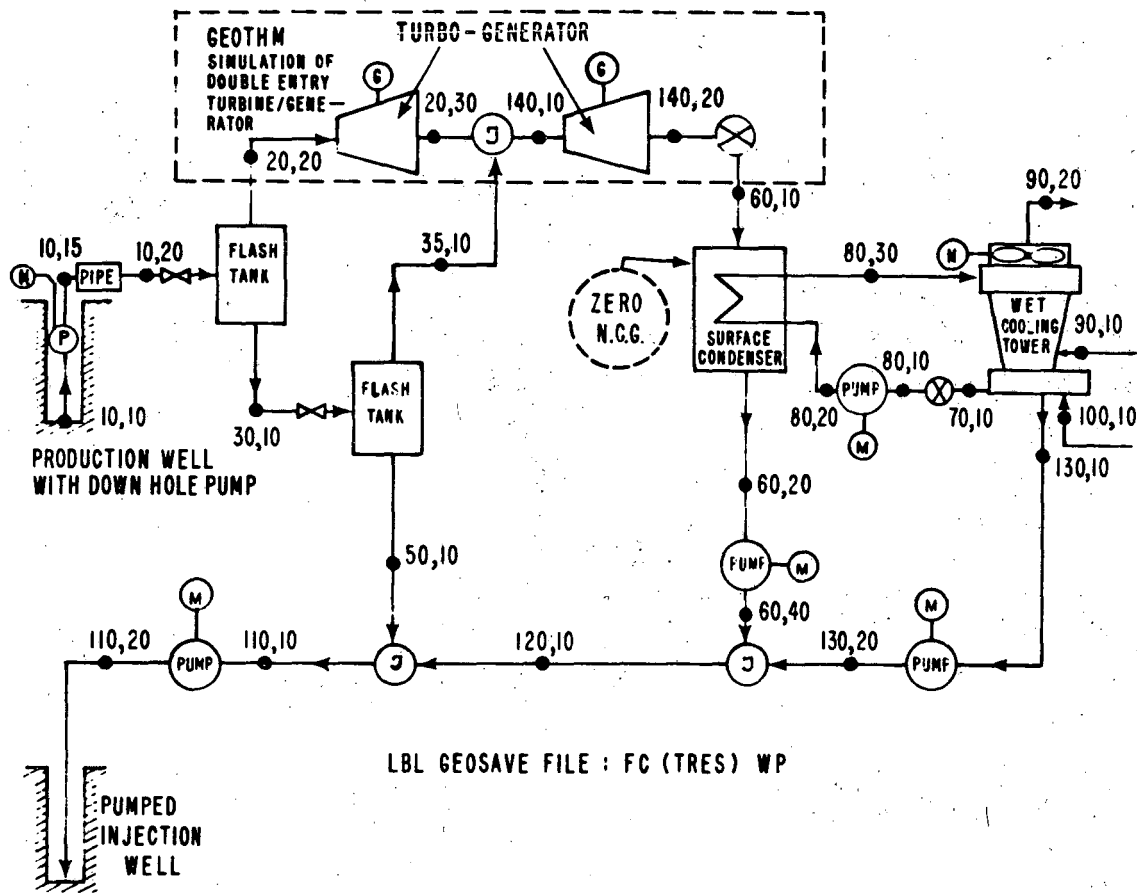 GEOTHM
SIMULATION OF
DOUBLE ENTRY
TURBINE/GENE-
RATOR
TURBO-GENERATOR
G
G
20,30
140,10
140,20
J
20,20
60,10
90,20
10,15
10,20
FLASH
TANK
35,10
80,30
M
PIPE
N
P
ZERO
N.C.G.
SURFACE
CONDENSER
WET
COOLING
TOWER
90,10
FLASH
TANK
80,10
PUMP
80,20
70,10
100,10
10,10
30,10
M
130,10
PRODUCTION WELL
WITH DOWN HOLE PUMP
60,20
50,10
PUMF
M
M
60,40
M
110,20
110,10
120,10
130,20
PUMP
J
J
PUMF
LBL GEOSAVE FILE : FC (TRES) WP
PUMPED
INJECTION
WELL